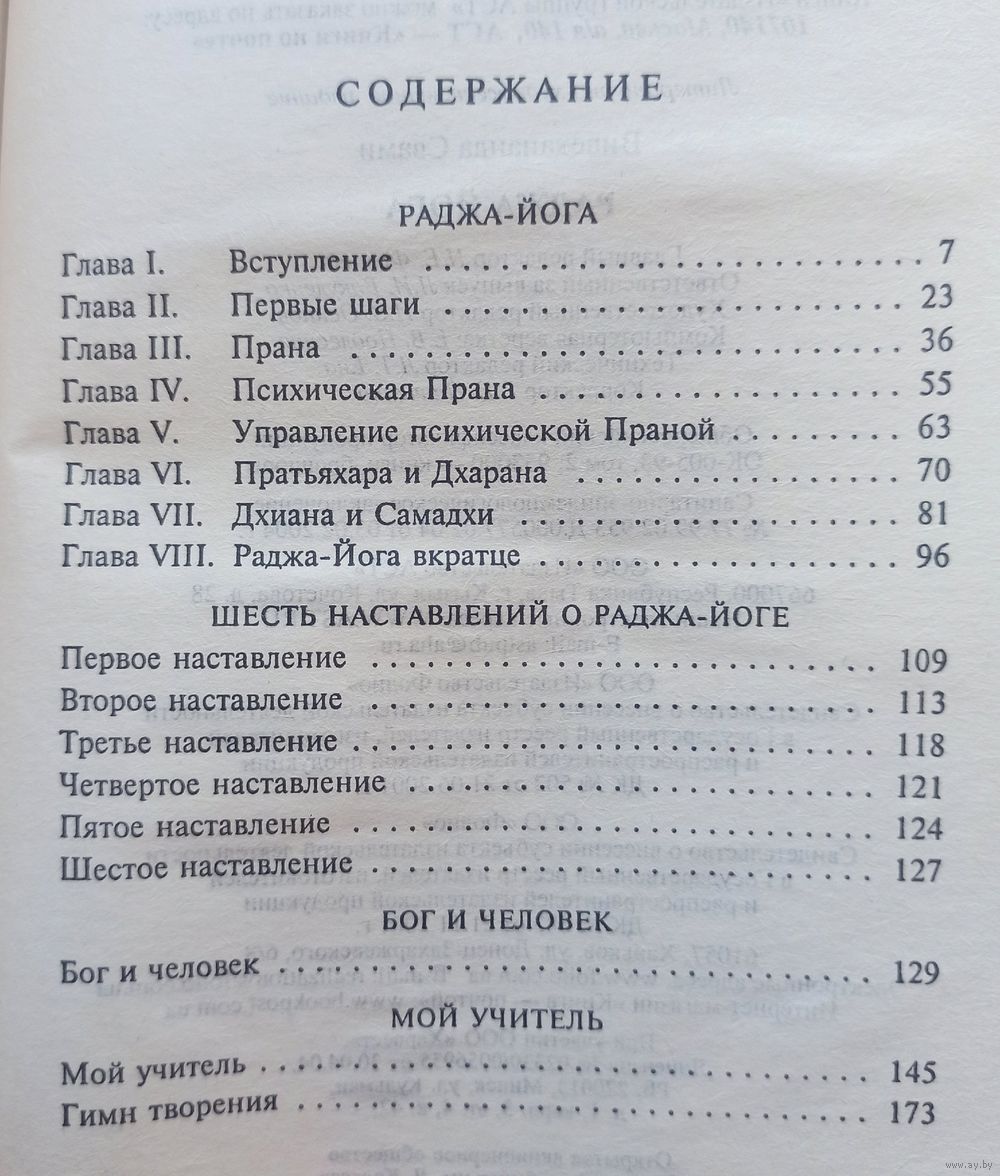 СОДЕРЖАНИЕ
РАДЖА-ЙОГА
Глава I. Вступление . . . . . . . . . . . . . . . . . . . . . . . . . . . 7
Глава II. Первые шаги . . . . . . . . . . . . . . . . . . . . . . . . . 23
Глава III. Прана . . . . . . . . . . . . . . . . . . . . . . . . . . . . . 36
Глава IV. Психическая Прана . . . . . . . . . . . . . . . . . . . 55
Глава V. Управление психической Праной . . . . . . . . . 63
Глава VI. Пратьяхара и Дхарана . . . . . . . . . . . . . . . . . 70
Глава VII. Дхиана и Самадхи . . . . . . . . . . . . . . . . . . . . 81
Глава VIII. Раджа-Йога вкратце . . . . . . . . . . . . . . . . . . . 96
ШЕСТЬ НАСТАВЛЕНИЙ О РАДЖА-ЙОГЕ
Первое наставление . . . . . . . . . . . . . . . . . . . . . . . . . . . 109
Второе наставление . . . . . . . . . . . . . . . . . . . . . . . . . . . 113
Третье наставление . . . . . . . . . . . . . . . . . . . . . . . . . . . 118
Четвертое наставление . . . . . . . . . . . . . . . . . . . . . . . . . 121
Пятое наставление . . . . . . . . . . . . . . . . . . . . . . . . . . . . 124
Шестое наставление . . . . . . . . . . . . . . . . . . . . . . . . . . . 127
БОГ И ЧЕЛОВЕК
Бог и человек . . . . . . . . . . . . . . . . . . . . . . . . . . . . . . . . 129
МОЙ УЧИТЕЛЬ
Мой учитель . . . . . . . . . . . . . . . . . . . . . . . . . . . . . . . . . 145
Гимн творения . . . . . . . . . . . . . . . . . . . . . . . . . . . . . . . 173
www.ay.by